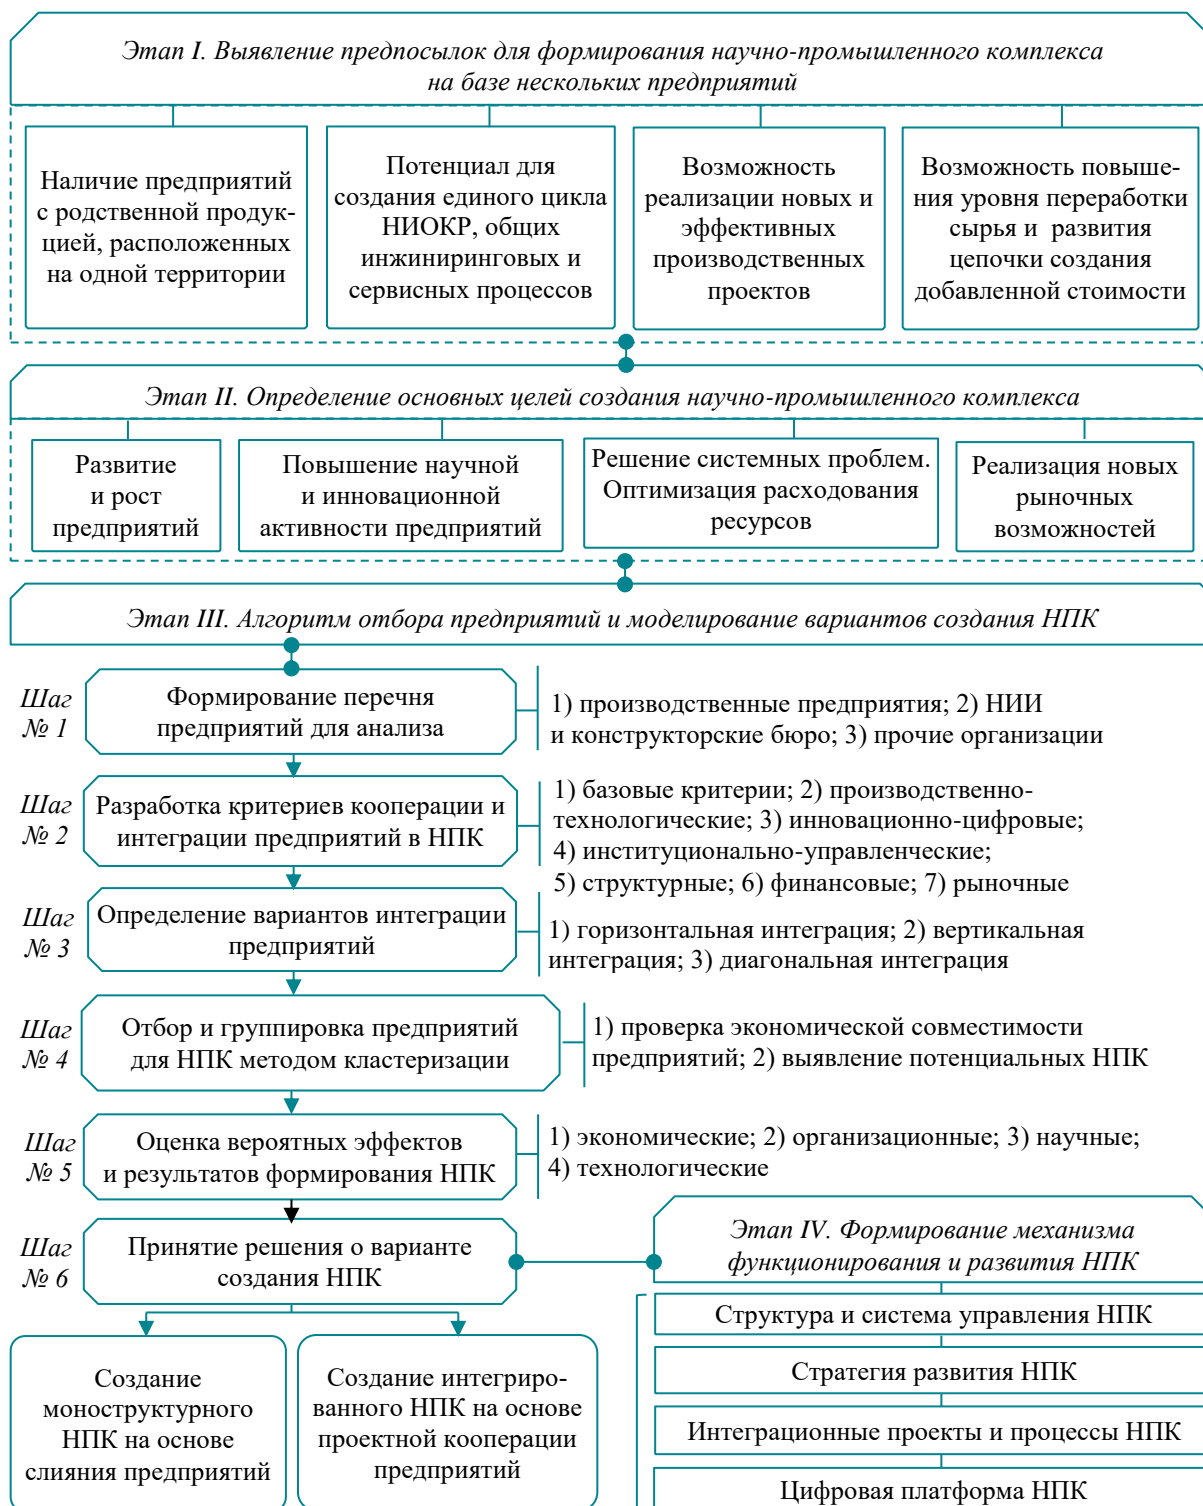 Этап I. Выявление предпосылок для формирования научно-промышленного комплекса
на базе нескольких предприятий
Наличие предприятий
с родственной продук-
цией, расположенных
на одной территории
Потенциал для
создания единого цикла
НИОКР, общих
инжиниринговых и
сервисных процессов
Возможность
реализации новых и
эффективных
производственных
проектов
Возможность повыше-
ния уровня переработки
сырья и развития
цепочки создания
добавленной стоимости
Этап II. Определение основных целей создания научно-промышленного комплекса
Развитие
и рост
предприятий
Повышение научной
и инновационной
активности предприятий
Решение системных проблем.
Оптимизация расходования
ресурсов
Реализация новых
рыночных
возможностей
Этап III. Алгоритм отбора предприятий и моделирование вариантов создания НПК
Шаг
№ 1
Формирование перечня
предприятий для анализа
1) производственные предприятия; 2) НИИ
и конструкторские бюро; 3) прочие организации
Шаг
№ 2
Разработка критериев кооперации и
интеграции предприятий в НПК
1) базовые критерии; 2) производственно-
технологические; 3) инновационно-цифровые;
4) институционально-управленческие;
5) структурные; 6) финансовые; 7) рыночные
Шаг
№ 3
Определение вариантов интеграции
предприятий
1) горизонтальная интеграция; 2) вертикальная
интеграция; 3) диагональная интеграция
Шаг
№ 4
Отбор и группировка предприятий
для НПК методом кластеризации
1) проверка экономической совместимости
предприятий; 2) выявление потенциальных НПК
Шаг
№ 5
Оценка вероятных эффектов
и результатов формирования НПК
1) экономические; 2) организационные; 3) научные;
4) технологические
Шаг
№ 6
Принятие решения о варианте
создания НПК
Создание
моноструктурного
НПК на основе
слияния предприятий
Создание интегриро-
ванного НПК на основе
проектной кооперации
предприятий
Этап IV. Формирование механизма
функционирования и развития НПК
Структура и система управления НПК
Стратегия развития НПК
Интеграционные проекты и процессы НПК
Цифровая платформа НПК